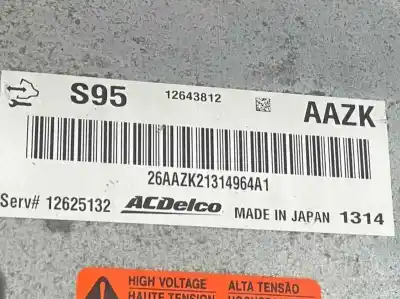 S95 12643812 AAZK
26AAZK21314964A1
Serv# 12625132 ACDelco MADE IN JAPAN 1314
HIGH VOLTAGE ALTA TENSÃO
HAUTE TENSION